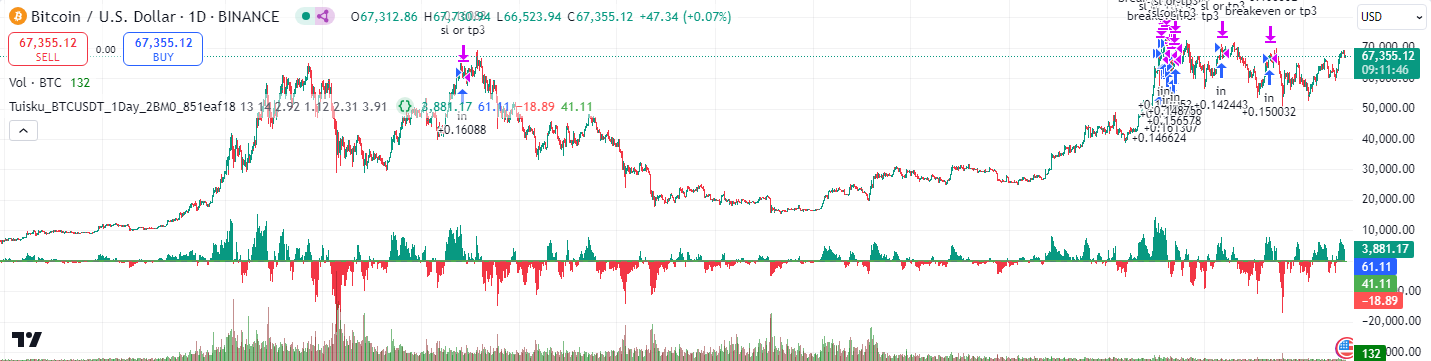 Bitcoin / U.S. Dollar · 1D · BINANCE
O67,312.86 H67,730.94 L66,523.94 C67,355.12 +47.34 (+0.07%)
67,355.12
SELL
0.00
67,355.12
BUY
Vol · BTC 132
Tuisku_BTCUSDT_1Day_2BM0_851eaf18 13 14 2.92 1.12 2.31 3.91 3,881.17 61.11 −18.89 41.11
sl or tp3
in
+0.16088
sl or tp3
breakeven or tp3
in
in
in
+0.142443
+0.150032
+0.148756
+0.156578
+0.161307
+0.146624
USD
70,000.00
67,355.12
09:11:46
50,000.00
40,000.00
30,000.00
20,000.00
10,000.00
3,881.17
61.11
41.11
−18.89
−20,000.00
132